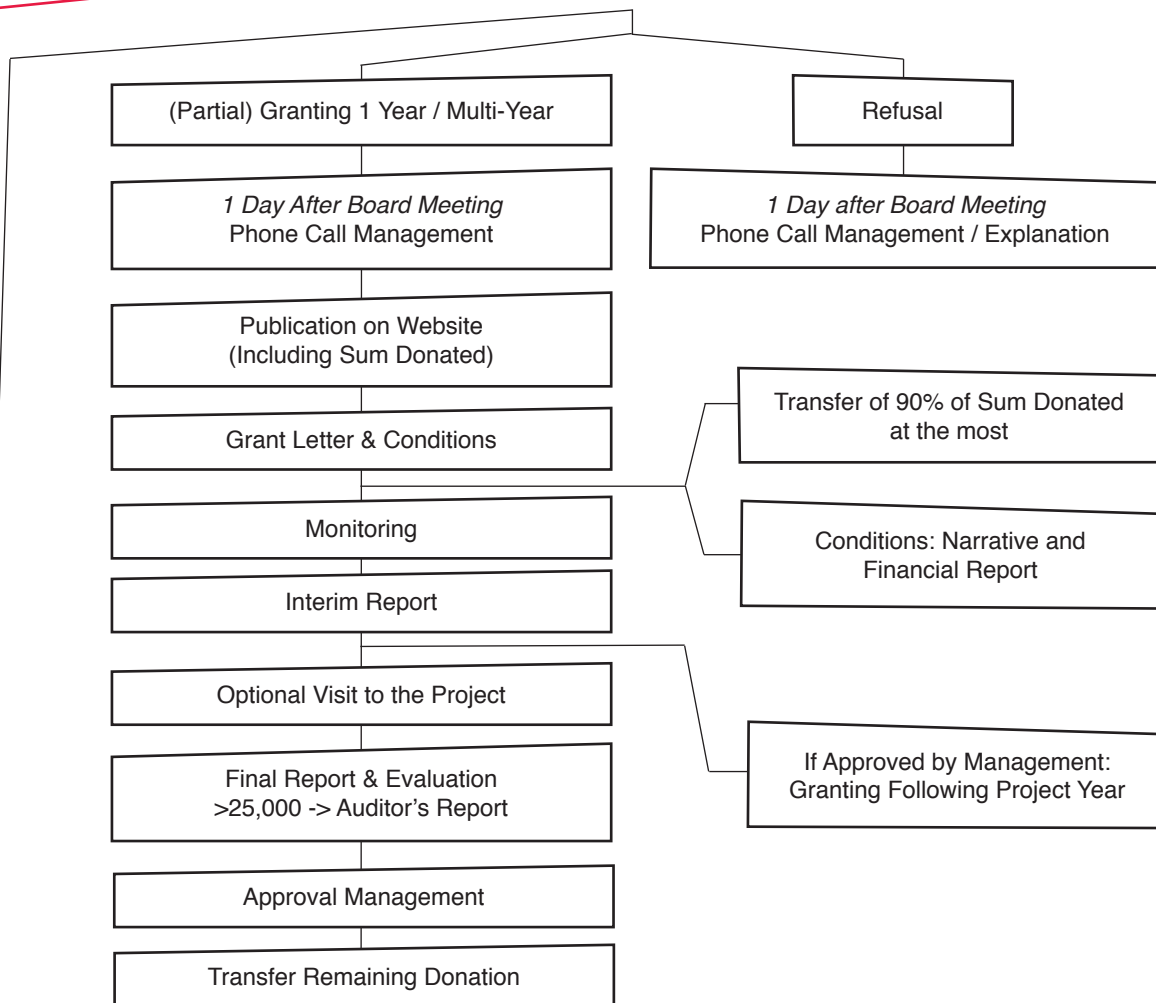 (Partial) Granting 1 Year / Multi-Year
Refusal
1 Day After Board Meeting
Phone Call Management
1 Day after Board Meeting
Phone Call Management / Explanation
Publication on Website
(Including Sum Donated)
Grant Letter & Conditions
Transfer of 90% of Sum Donated
at the most
Monitoring
Conditions: Narrative and
Financial Report
Interim Report
Optional Visit to the Project
If Approved by Management:
Granting Following Project Year
Final Report & Evaluation
>25,000 -> Auditor's Report
Approval Management
Transfer Remaining Donation